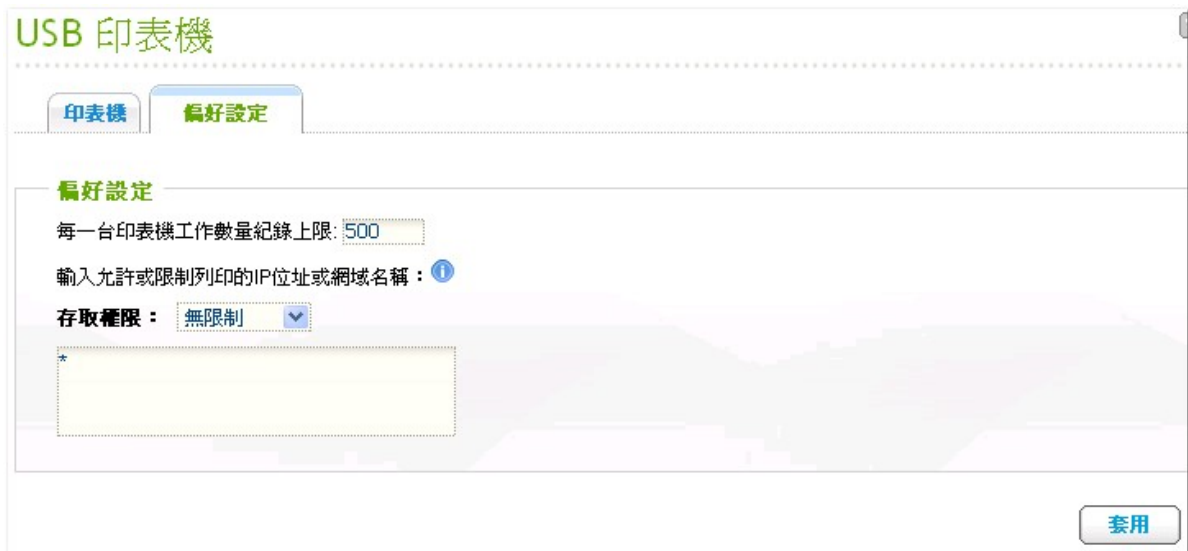 USB 印表機
印表機 偏好設定
偏好設定
每一台印表機工作數量紀錄上限: 500
輸入允許或限制列印的IP位址或網域名稱：
存取權限： 無限制
*
套用